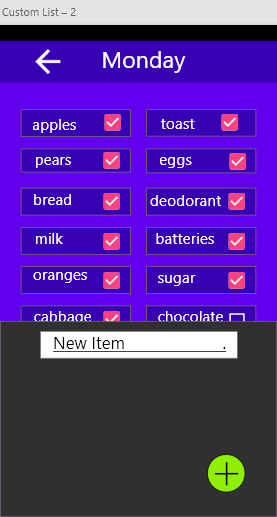 Custom List – 2
Monday
apples
toast
pears
eggs
bread
deodorant
milk
batteries
oranges
sugar
cabbage
chocolate
New Item .